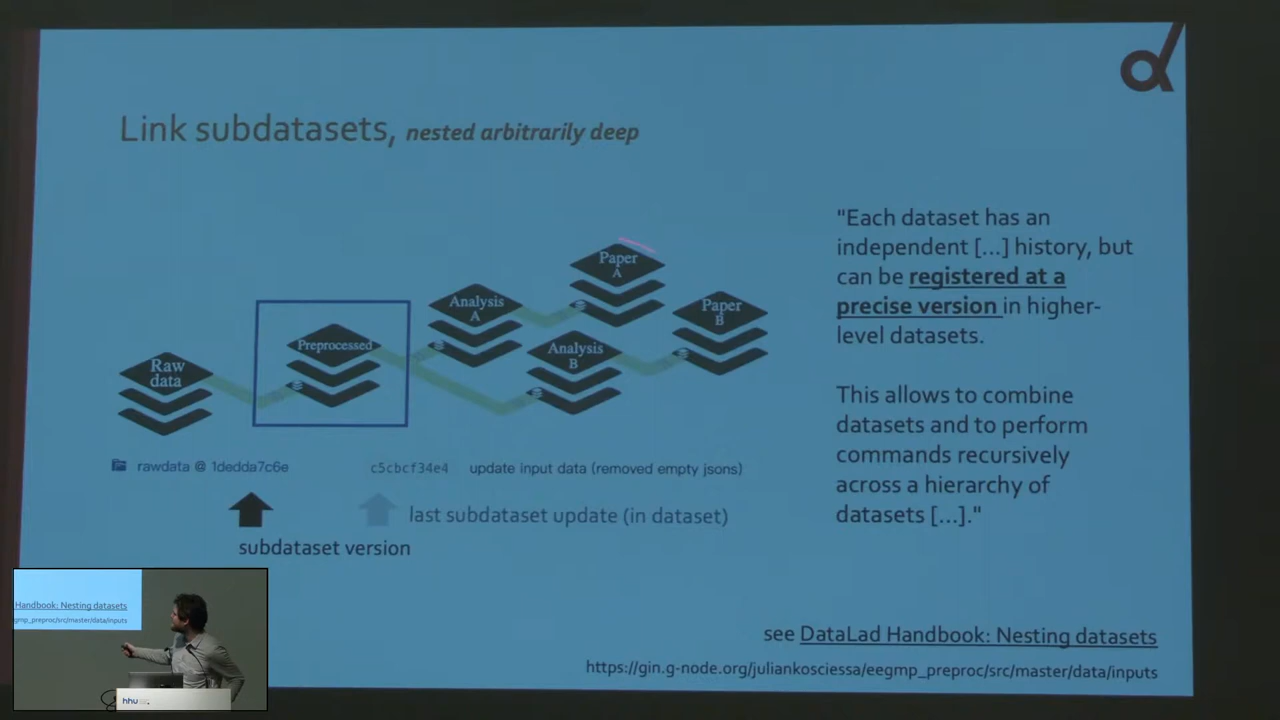 Link subdatasets, nested arbitrarily deep
"Each dataset has an
independent [...] history, but
can be registered at a
precise version in higher-
level datasets.
This allows to combine
datasets and to perform
commands recursively
across a hierarchy of
datasets [...]."
Raw
data
Preprocessed
Analysis
A
Analysis
B
Paper
A
Paper
B
rawdata @ 1dedda7c6e
c5cbcf34e4 update input data (removed empty jsons)
last subdataset update (in dataset)
subdataset version
see DataLad Handbook: Nesting datasets
https://gin.g-node.org/juliankosciessa/eegmp_preproc/src/master/data/inputs
Handbook: Nesting datasets
gmp_preproc/src/master/data/inputs
hhu